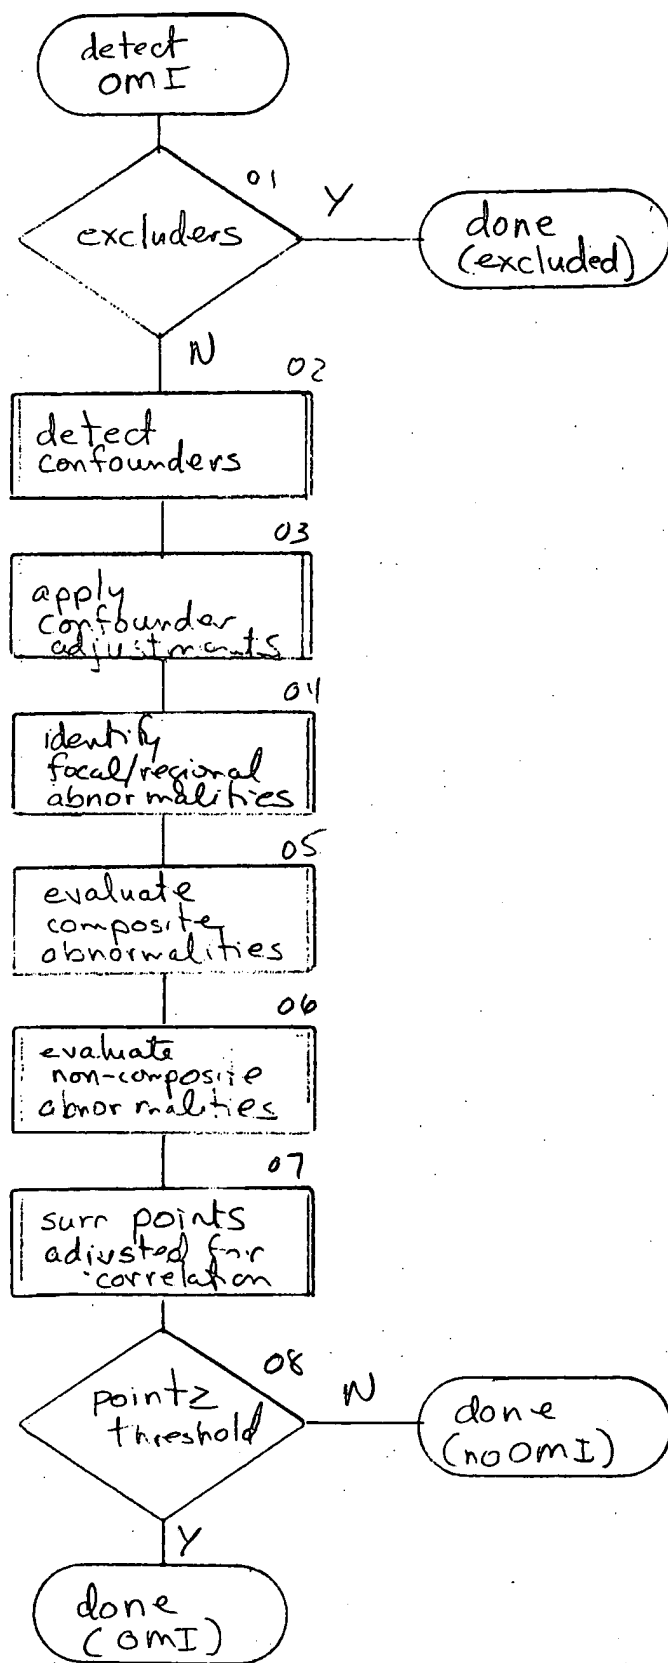 detect
OMI
01
excluders
Y
done
(excluded)
N
02
detect
confounders
03
apply
confounder
adjustments
04
identify
focal/regional
abnormalities
05
evaluate
composite
abnormalities
06
evaluate
non-composite
abnormalities
07
sum points
adjusted for
correlation
08
point≥
threshold
N
done
(no OMI)
Y
done
(OMI)